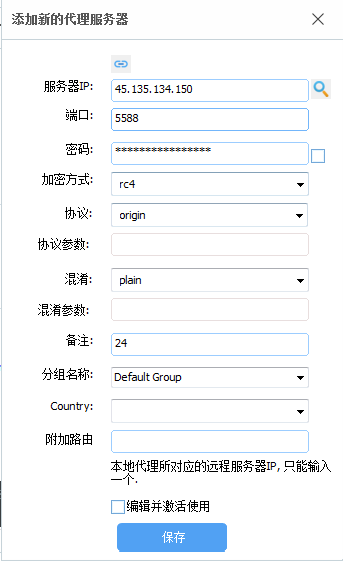 添加新的代理服务器
服务器IP: 45.135.134.150
端口: 5588
密码: ****************
加密方式: rc4
协议: origin
协议参数:
混淆: plain
混淆参数:
备注: 24
分组名称: Default Group
Country:
附加路由
本地代理所对应的远程服务器IP,只能输入
一个.
编辑并激活使用
保存